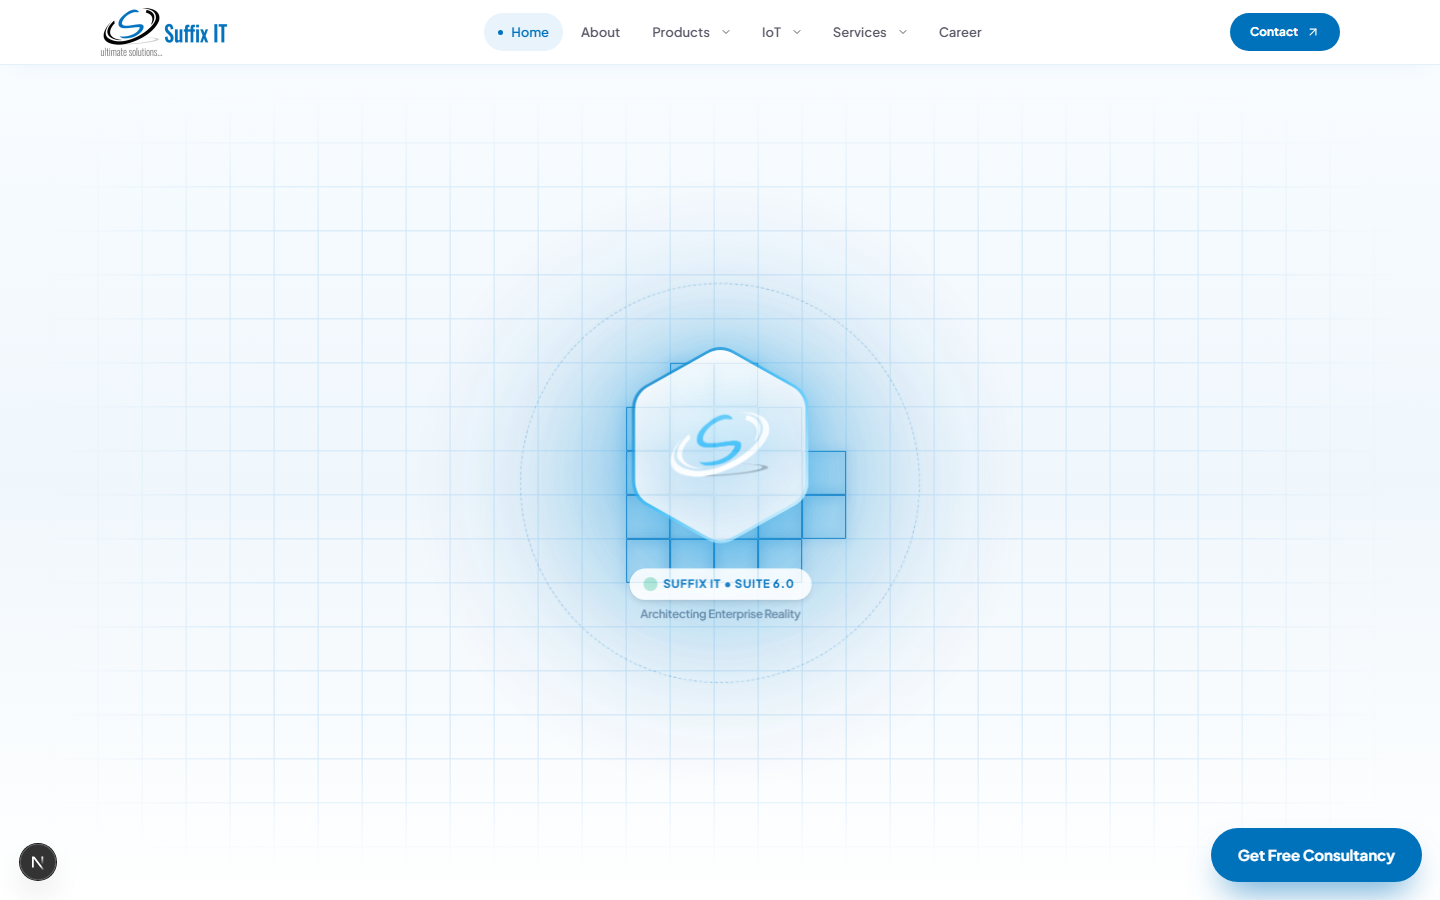 Suffix IT
ultimate solutions...
Home
About
Products
IoT
Services
Career
Contact
SUFFIX IT ● SUITE 6.0
Architecting Enterprise Reality
N
Get Free Consultancy